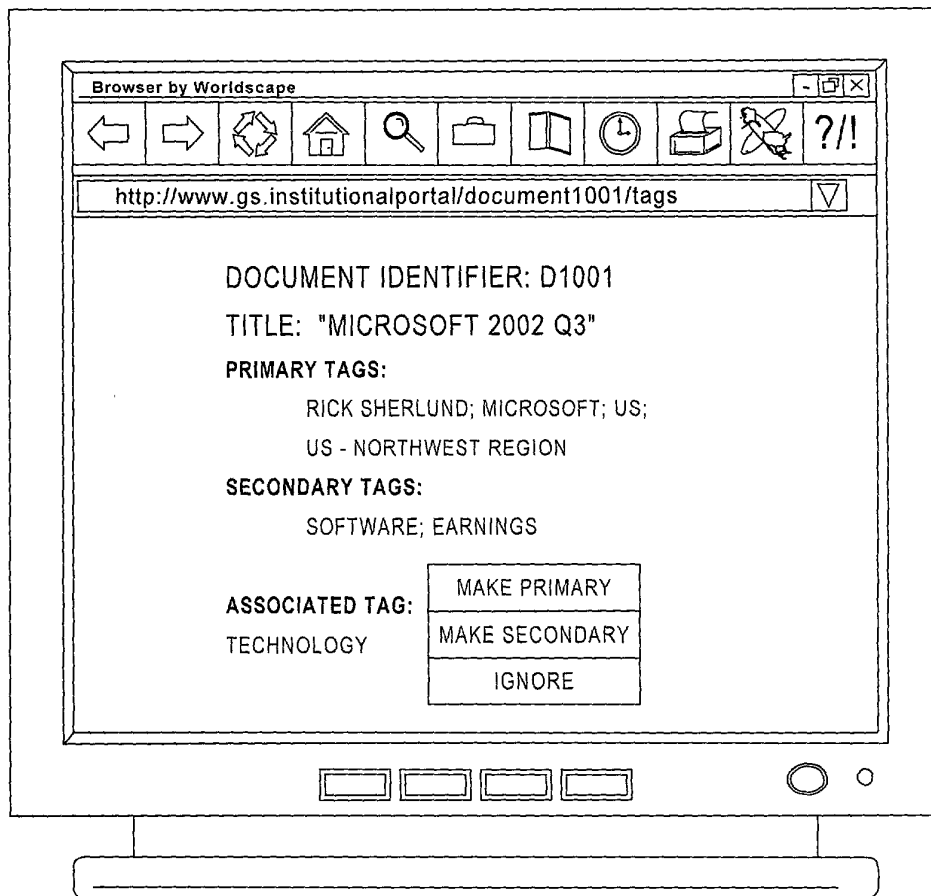 Browser by Worldscape
?/!
http://www.gs.institutionalportal/document1001/tags
DOCUMENT IDENTIFIER: D1001
TITLE: "MICROSOFT 2002 Q3"
PRIMARY TAGS:
RICK SHERLUND; MICROSOFT; US;
US - NORTHWEST REGION
SECONDARY TAGS:
SOFTWARE; EARNINGS
MAKE PRIMARY
ASSOCIATED TAG:
MAKE SECONDARY
TECHNOLOGY
IGNORE